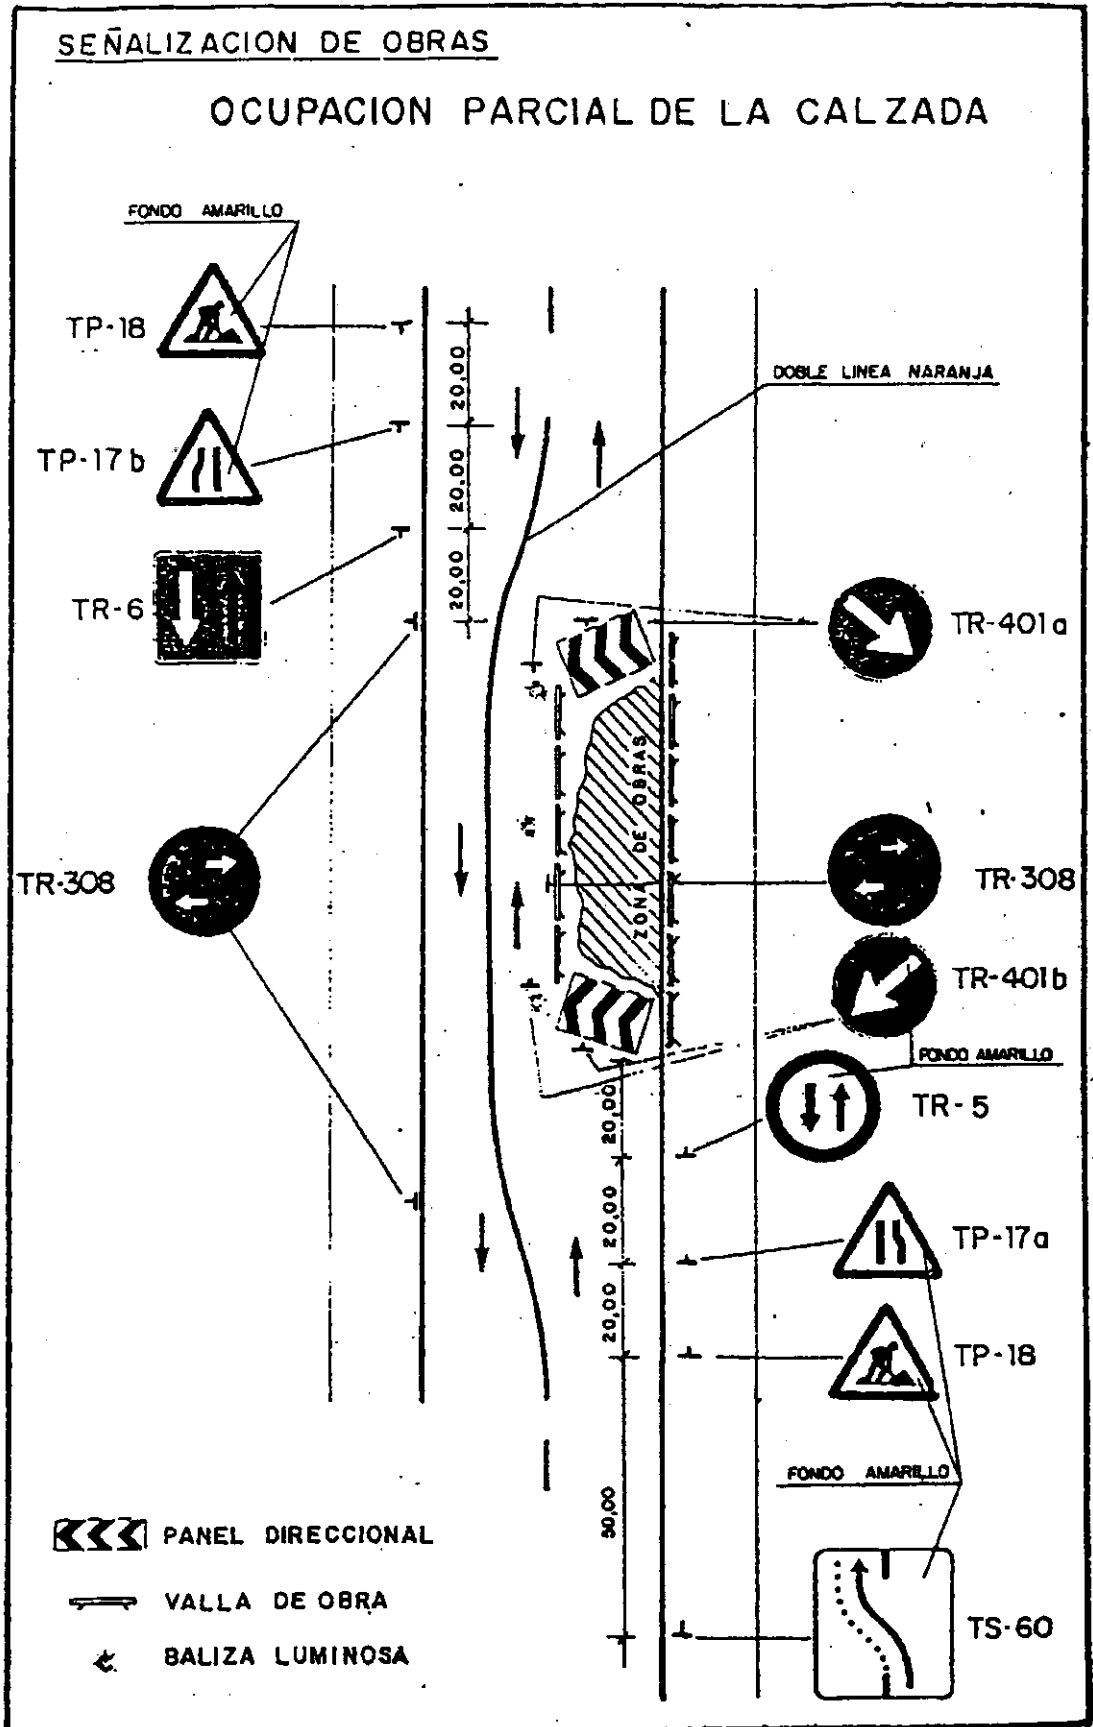 SEÑALIZACION DE OBRAS
OCUPACION PARCIAL DE LA CALZADA
FONDO AMARILLO
TP-18
20,00
DOBLE LINEA NARANJA
TP-17b
20,00
TR-6
20,00
TR-401a
ZONA DE OBRAS
TR-308
TR-308
TR-401b
FONDO AMARILLO
20,00
TR-5
20,00
TP-17a
20,00
TP-18
FONDO AMARILLO
50,00
PANEL DIRECCIONAL
VALLA DE OBRA
TS-60
BALIZA LUMINOSA